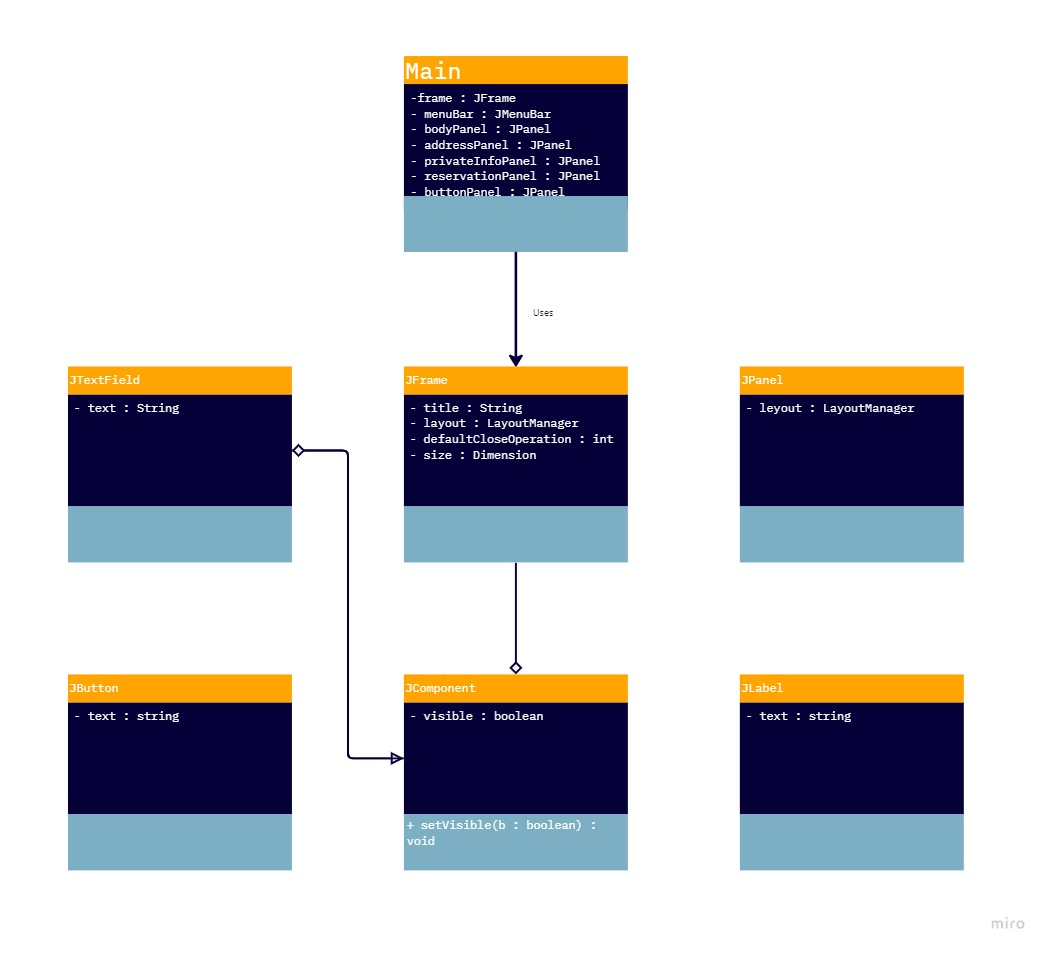 Main
-frame : JFrame
- menuBar : JMenuBar
- bodyPanel : JPanel
- addressPanel : JPanel
- privateInfoPanel : JPanel
- reservationPanel : JPanel
- buttonPanel : JPanel
Uses
JTextField
- text : String
JFrame
- title : String
- layout : LayoutManager
- defaultCloseOperation : int
- size : Dimension
JPanel
- leyout : LayoutManager
JButton
- text : string
JComponent
- visible : boolean
+ setVisible(b : boolean) :
void
JLabel
- text : string
miro